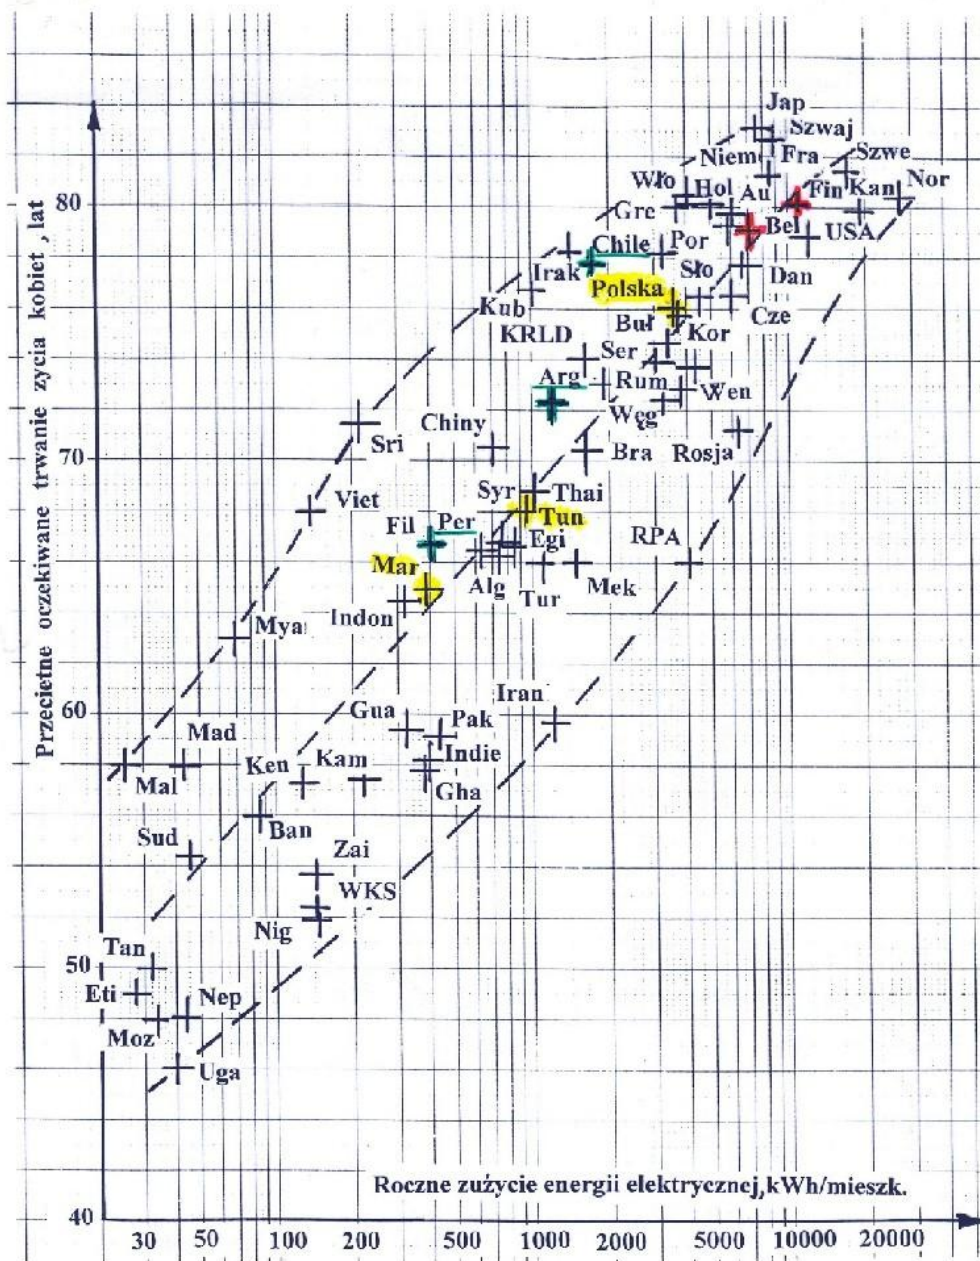 Przeciętne oczekiwane trwanie zycia kobiet , lat
Jap
Szwaj
Niem
Fra
Szwe
Wło
Hol
Au
Fin
Kan
Nor
80
Gre
Bel
USA
Chile
Por
Irak
Sło
Dan
Polska
Kub
Cze
Buł
Kor
KRLD
Ser
Arg
Rum
Wen
Węg
Chiny
70
Sri
Bra
Rosja
Syr
Thai
Viet
Tun
Fil
Per
Egi
RPA
Mar
Alg
Mek
Tur
Indon
Mya
Iran
60
Gua
Pak
Mad
Indie
Ken
Kam
Mal
Gha
Sud
Ban
Zai
WKS
Nig
Tan
50
Eti
Nep
Moz
Uga
Roczne zużycie energii elektrycznej,kWh/mieszk.
40
30
50
100
200
500
1000
2000
5000
10000
20000